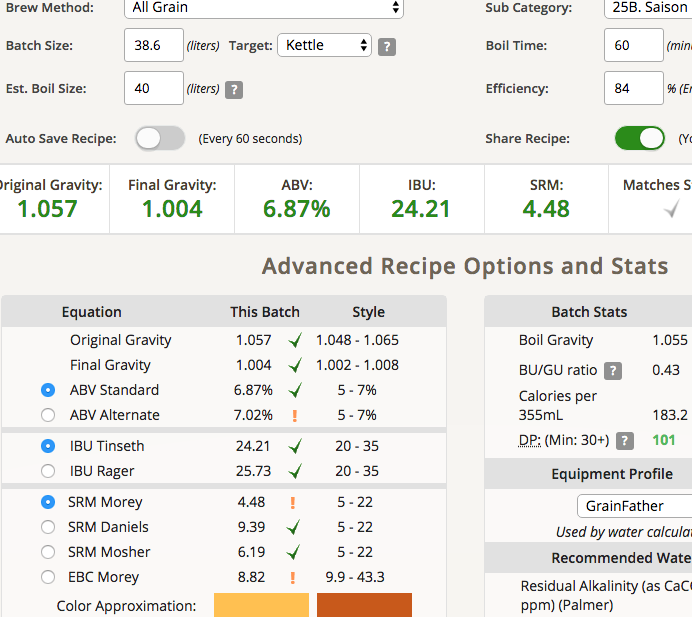 Brew Method: All Grain Sub Category: 25B. Saison
Batch Size: 38.6 (liters) Target: Kettle ? Boil Time: 60
Est. Boil Size: 40 (liters) ? Efficiency: 84 %
Auto Save Recipe: (Every 60 seconds) Share Recipe:
Original Gravity: Final Gravity: ABV: IBU: SRM: Matches
1.057 1.004 6.87% 24.21 4.48
Advanced Recipe Options and Stats
Equation This Batch Style Batch Stats
Original Gravity 1.057 1.048 - 1.065 Boil Gravity 1.055
Final Gravity 1.004 1.002 - 1.008 BU/GU ratio ? 0.43
ABV Standard 6.87% 5 - 7% Calories per
ABV Alternate 7.02% ! 5 - 7% 355mL 183.2
IBU Tinseth 24.21 20 - 35 DP: (Min: 30+) ? 101
IBU Rager 25.73 20 - 35 Equipment Profile
SRM Morey 4.48 ! 5 - 22 GrainFather
SRM Daniels 9.39 5 - 22 Used by water
SRM Mosher 6.19 5 - 22 Recommended
EBC Morey 8.82 ! 9.9 - 43.3 Residual Alkalinity (as
Color Approximation: ppm) (Palmer)